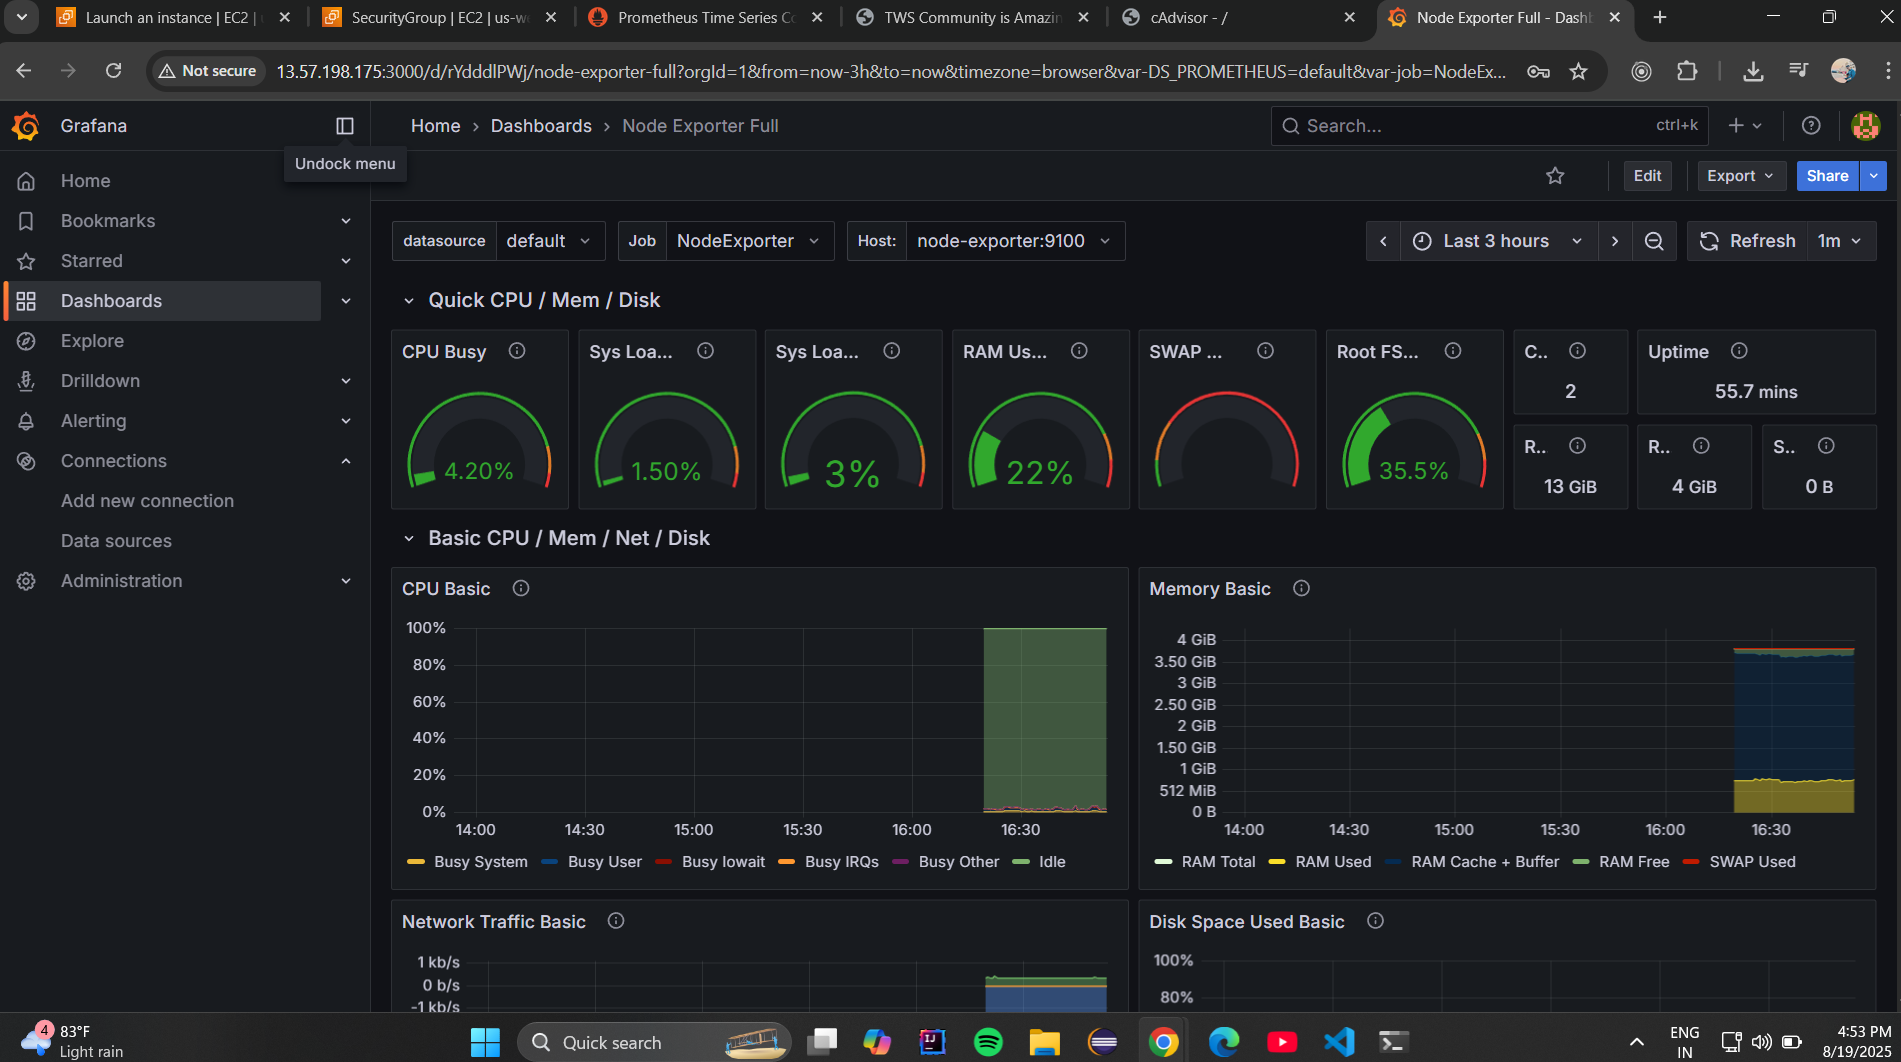 Launch an instance | EC2 |
SecurityGroup | EC2 | us-we
Prometheus Time Series Co
TWS Community is Amazin
cAdvisor - /
Node Exporter Full - Dashb
Not secure
13.57.198.175:3000/d/rYdddlPWj/node-exporter-full?orgId=1&from=now-3h&to=now&timezone=browser&var-DS_PROMETHEUS=default&var-job=NodeEx...
Grafana
Home › Dashboards › Node Exporter Full
Search...
ctrl+k
Undock menu
Edit
Export
Share
Home
Bookmarks
Starred
Dashboards
Explore
Drilldown
Alerting
Connections
Add new connection
Data sources
Administration
datasource
default
Job
NodeExporter
Host:
node-exporter:9100
Last 3 hours
Refresh
1m
Quick CPU / Mem / Disk
CPU Busy
4.20%
Sys Loa...
1.50%
Sys Loa...
3%
RAM Us...
22%
SWAP ...
Root FS...
35.5%
C..
2
Uptime
55.7 mins
R..
13 GiB
R..
4 GiB
S..
0 B
Basic CPU / Mem / Net / Disk
CPU Basic
100%
80%
60%
40%
20%
0%
14:00 14:30 15:00 15:30 16:00 16:30
Busy System Busy User Busy Iowait Busy IRQs Busy Other Idle
Memory Basic
4 GiB
3.50 GiB
3 GiB
2.50 GiB
2 GiB
1.50 GiB
1 GiB
512 MiB
0 B
14:00 14:30 15:00 15:30 16:00 16:30
RAM Total RAM Used RAM Cache + Buffer RAM Free SWAP Used
Network Traffic Basic
1 kb/s
0 b/s
-1 kb/s
Disk Space Used Basic
100%
80%
4
83°F
Light rain
Quick search
ENG
IN
4:53 PM
8/19/2025